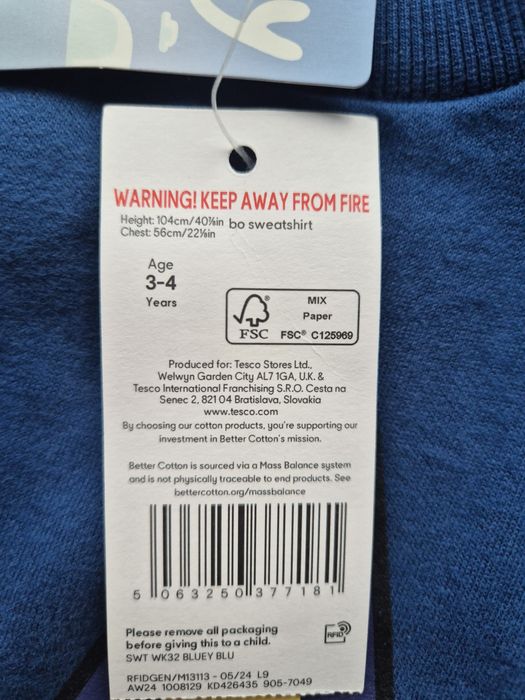 WARNING! KEEP AWAY FROM FIRE
Height: 104cm/40⅞in bo sweatshirt
Chest: 56cm/22⅛in
Age
3-4
Years
MIX
Paper
FSC FSC® C125969
Produced for: Tesco Stores Ltd.,
Welwyn Garden City AL7 1GA, U.K. &
Tesco International Franchising S.R.O. Cesta na
Senec 2, 821 04 Bratislava, Slovakia
www.tesco.com
By choosing our cotton products, you're supporting our
investment in Better Cotton's mission.
Better Cotton is sourced via a Mass Balance system
and is not physically traceable to end products. See
bettercotton.org/massbalance
5 063250 377181
Please remove all packaging
before giving this to a child.
RFID
SWT WK32 BLUEY BLU
RFIDGEN/M13113 - 05/24 L9
AW24 1008129 KD426435 905-7049